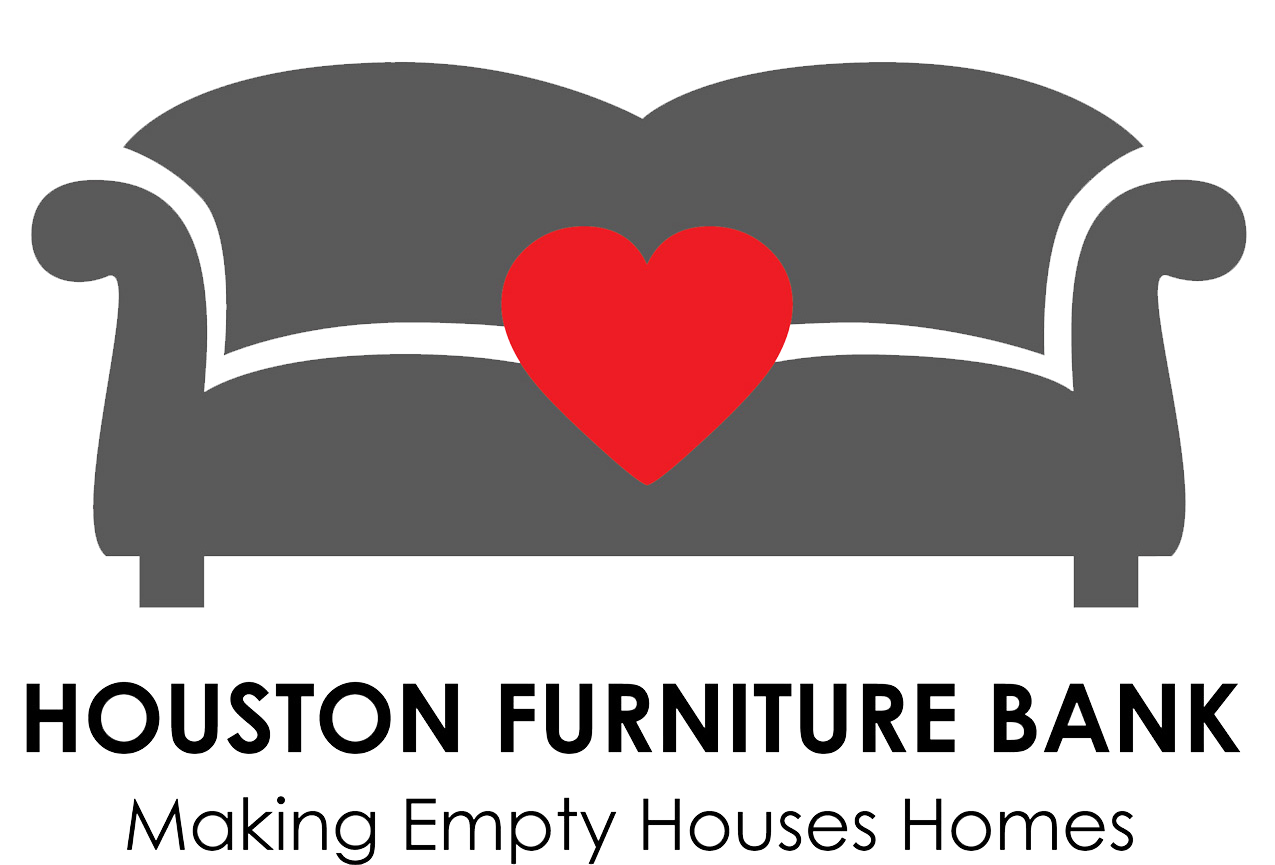 HOUSTON FURNITURE BANK
Making Empty Houses Homes